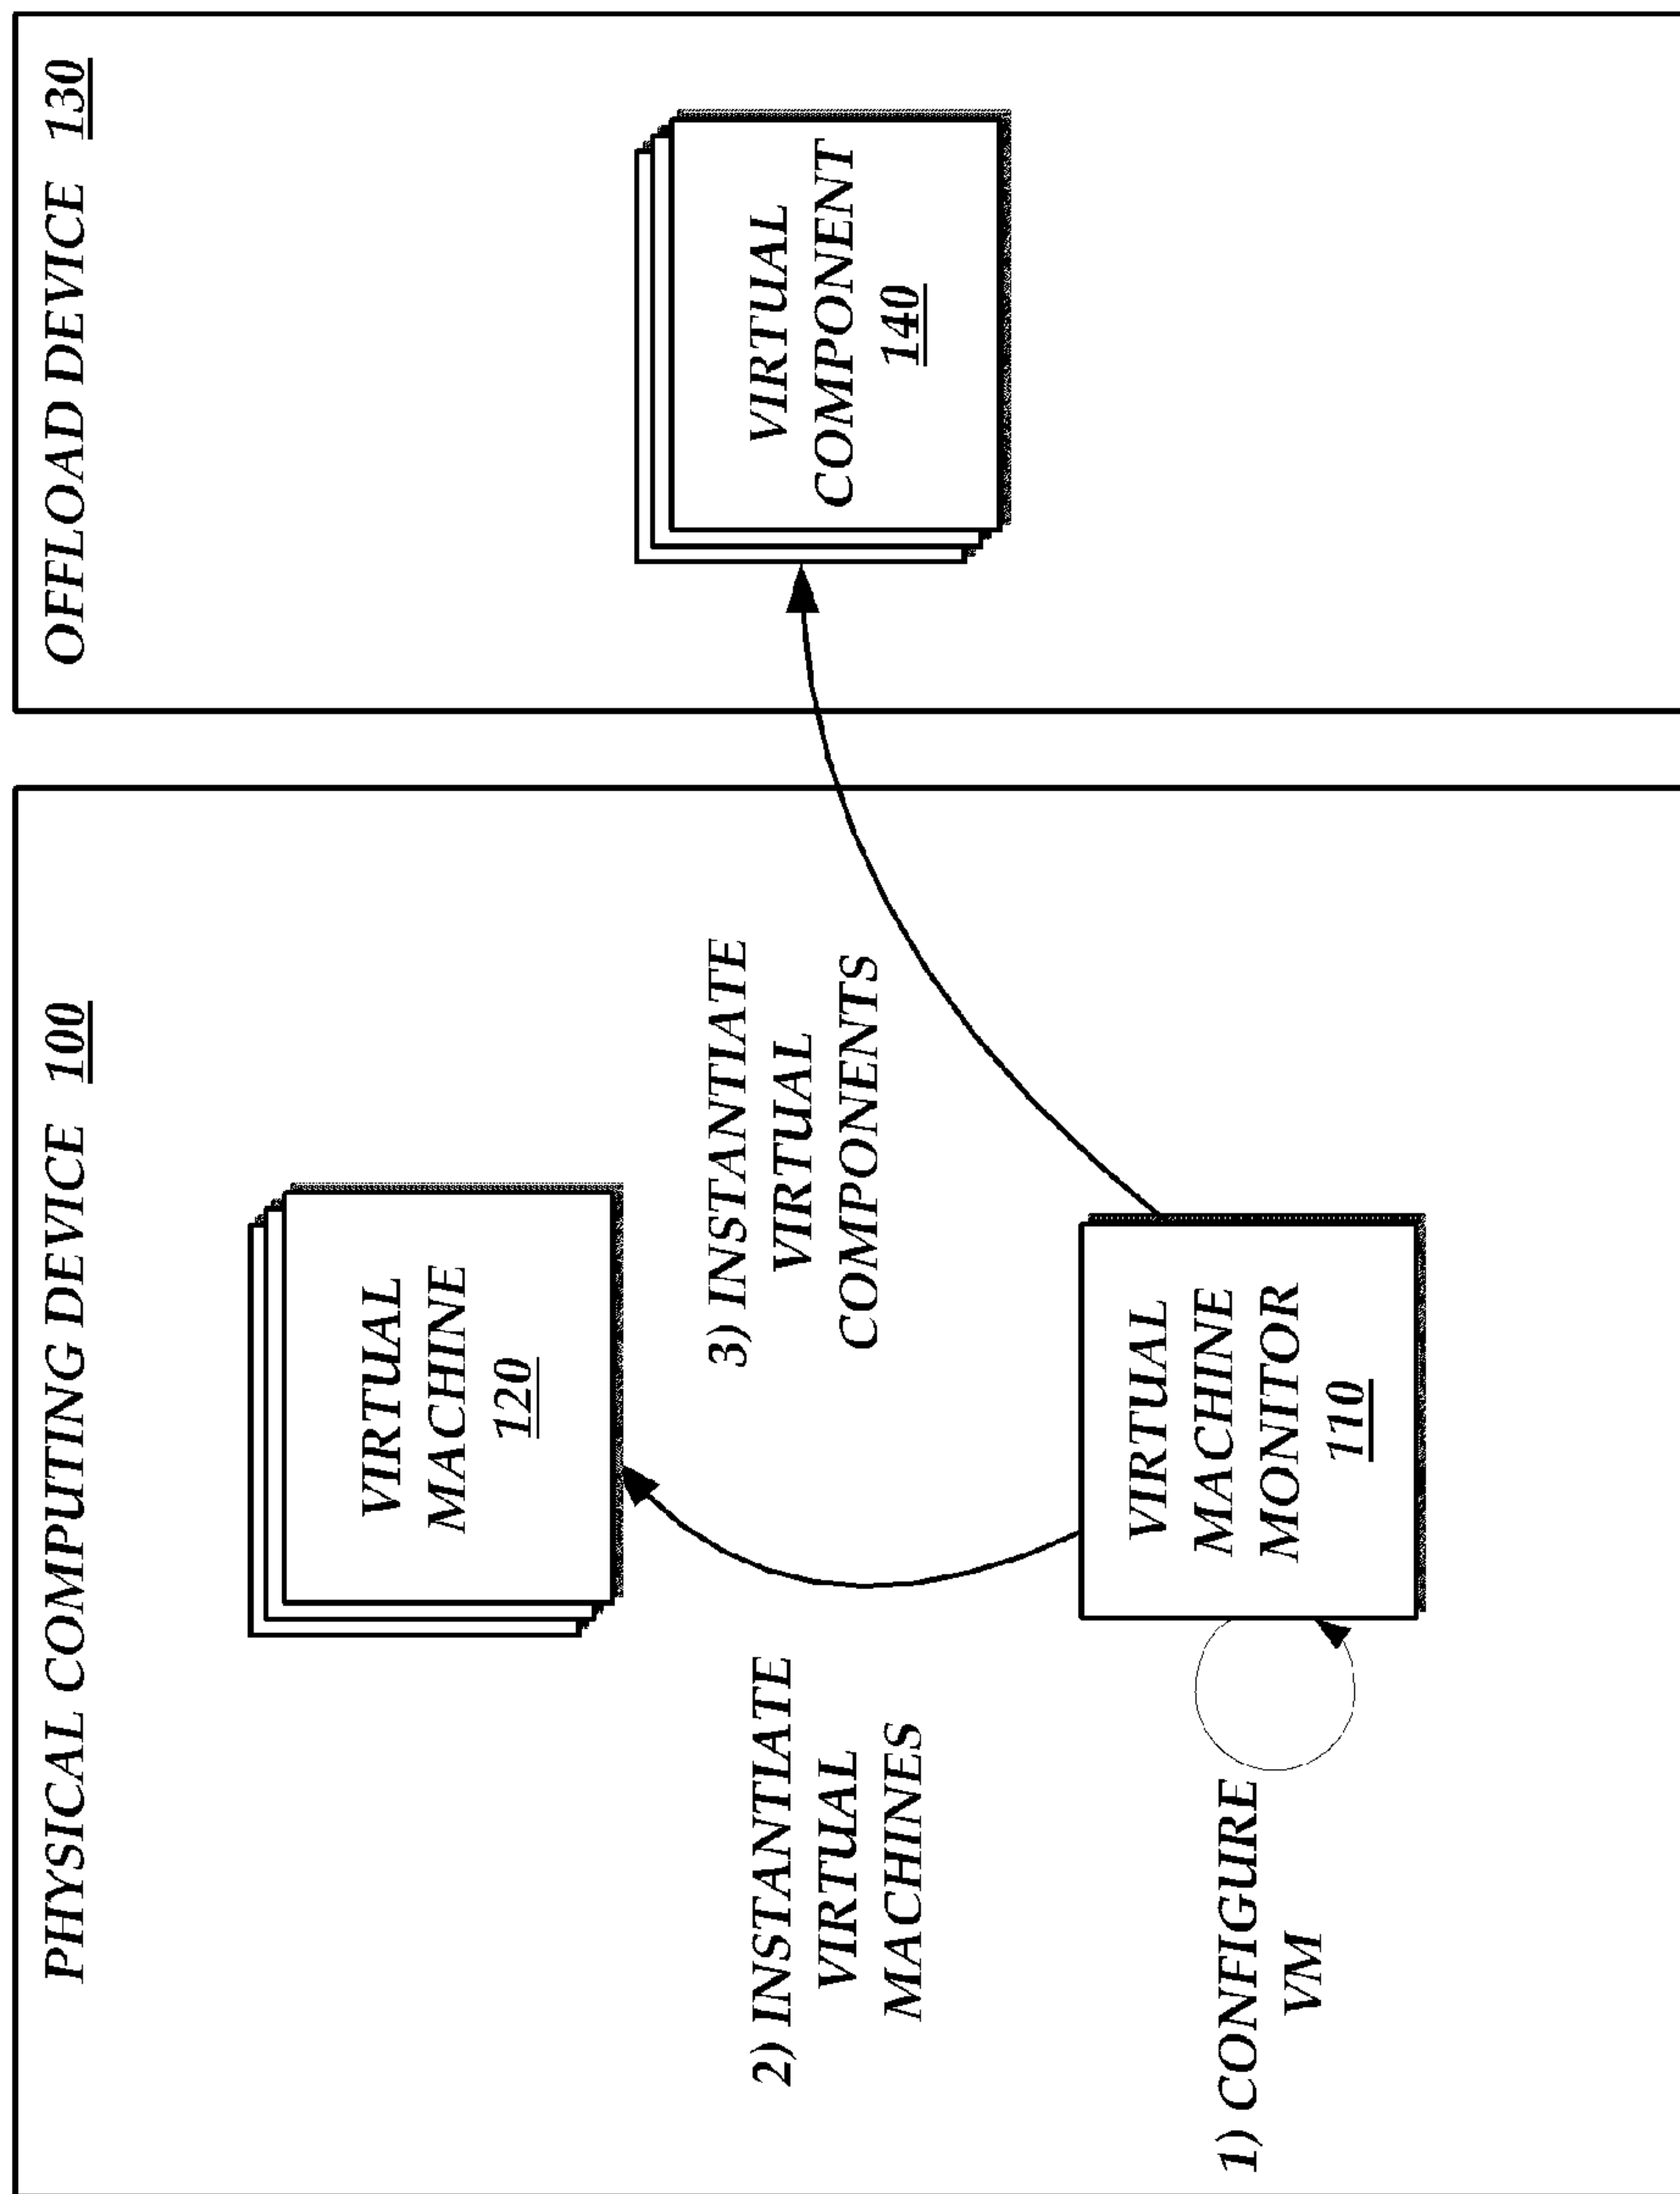 PHYSICAL COMPUTING DEVICE 100
OFFLOAD DEVICE 130
VIRTUAL
MACHINE
120
VIRTUAL
COMPONENT
140
2) INSTANTIATE
VIRTUAL
MACHINES
3) INSTANTIATE
VIRTUAL
COMPONENTS
1) CONFIGURE
VM
VIRTUAL
MACHINE
MONITOR
110